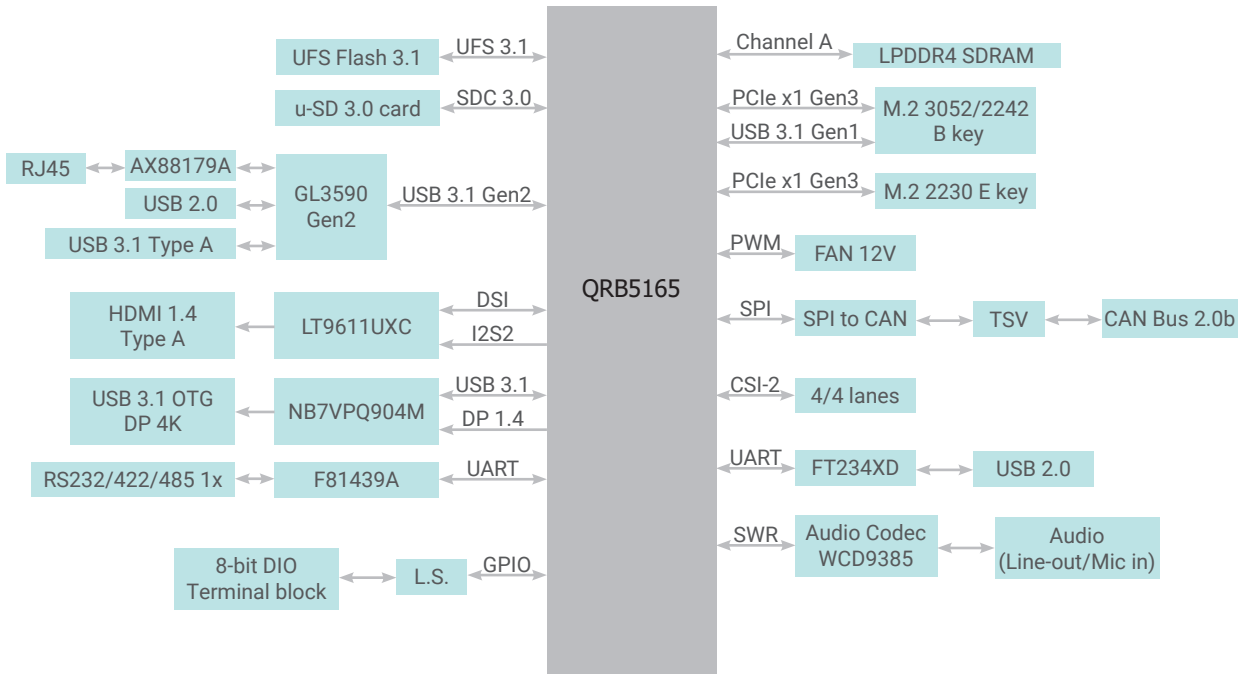 UFS Flash 3.1
UFS 3.1
u-SD 3.0 card
SDC 3.0
RJ45
AX88179A
USB 2.0
USB 3.1 Type A
GL3590
Gen2
USB 3.1 Gen2
HDMI 1.4
Type A
LT9611UXC
DSI
I2S2
USB 3.1 OTG
DP 4K
NB7VPQ904M
USB 3.1
DP 1.4
RS232/422/485 1x
F81439A
UART
8-bit DIO
Terminal block
L.S.
GPIO
QRB5165
Channel A
LPDDR4 SDRAM
PCIe x1 Gen3
USB 3.1 Gen1
M.2 3052/2242
B key
PCIe x1 Gen3
M.2 2230 E key
PWM
FAN 12V
SPI
SPI to CAN
TSV
CAN Bus 2.0b
CSI-2
4/4 lanes
UART
FT234XD
USB 2.0
SWR
Audio Codec
WCD9385
Audio
(Line-out/Mic in)